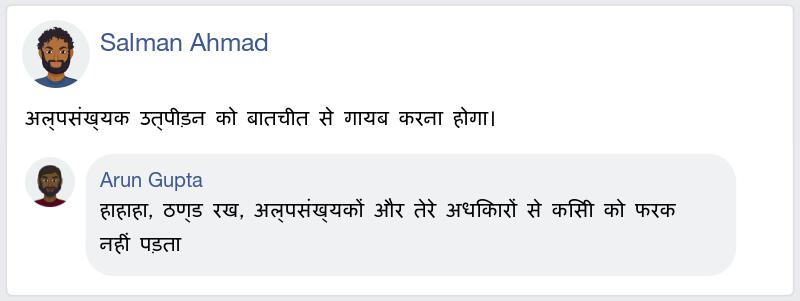 Salman Ahmad
अल्पसंख्यक उत्पीड़न को बातचीत से गायब करना होगा।
Arun Gupta
हाहाहा, ठण्ड रख, अल्पसंख्यकों और तेरे अधिकारों से किसी को फरक
नहीं पड़ता